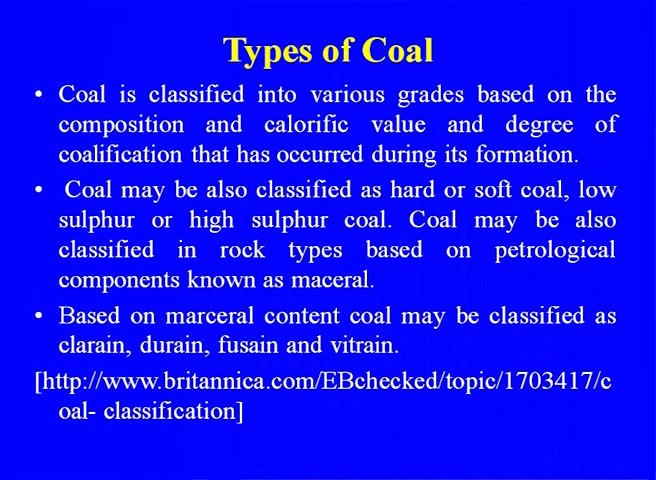 Types of Coal
• Coal is classified into various grades based on the
composition and calorific value and degree of
coalification that has occurred during its formation.
• Coal may be also classified as hard or soft coal, low
sulphur or high sulphur coal. Coal may be also
classified in rock types based on petrological
components known as maceral.
• Based on marceral content coal may be classified as
clarain, durain, fusain and vitrain.
[http://www.britannica.com/EBchecked/topic/1703417/c
oal- classification]